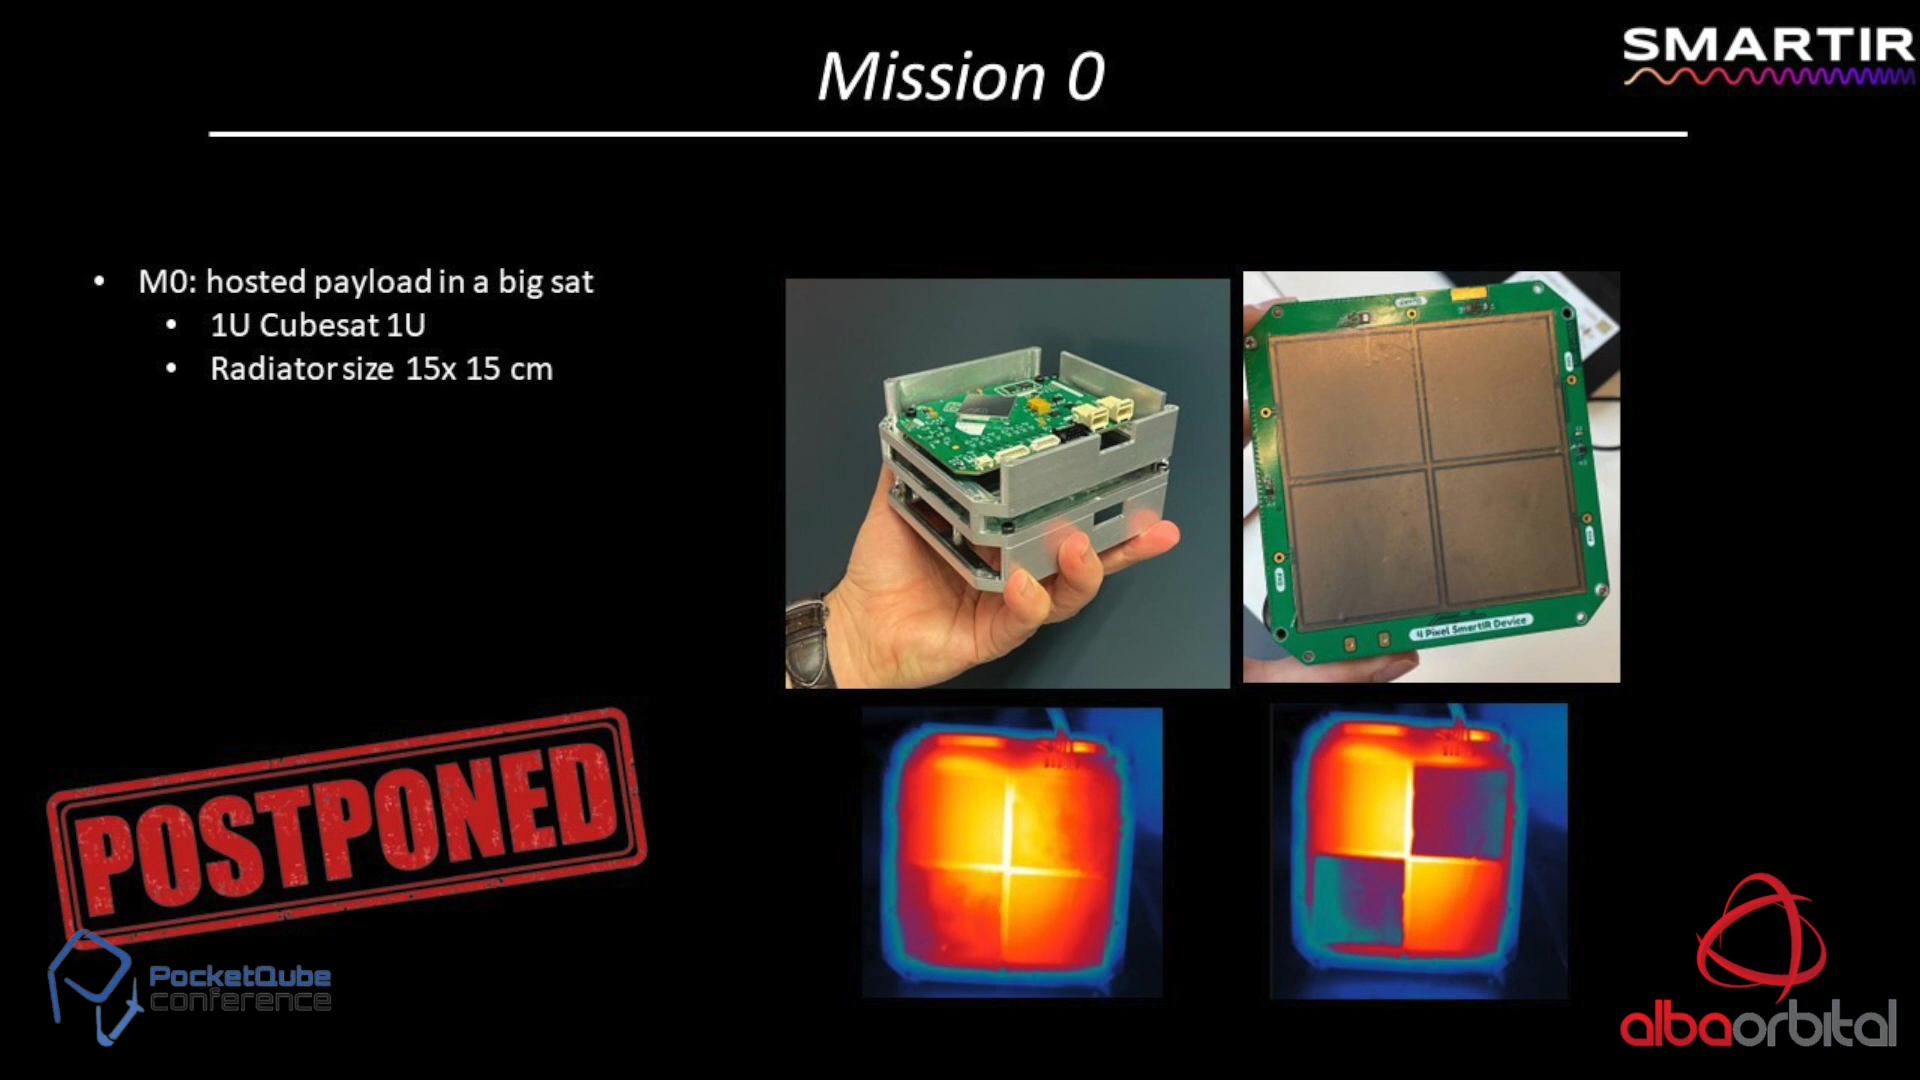 Mission 0
SMARTIR
• M0: hosted payload in a big sat
• 1U Cubesat 1U
• Radiator size 15x 15 cm
4 Pixel SmartIR Device
POSTPONED
PocketQube
conference
albaorbital